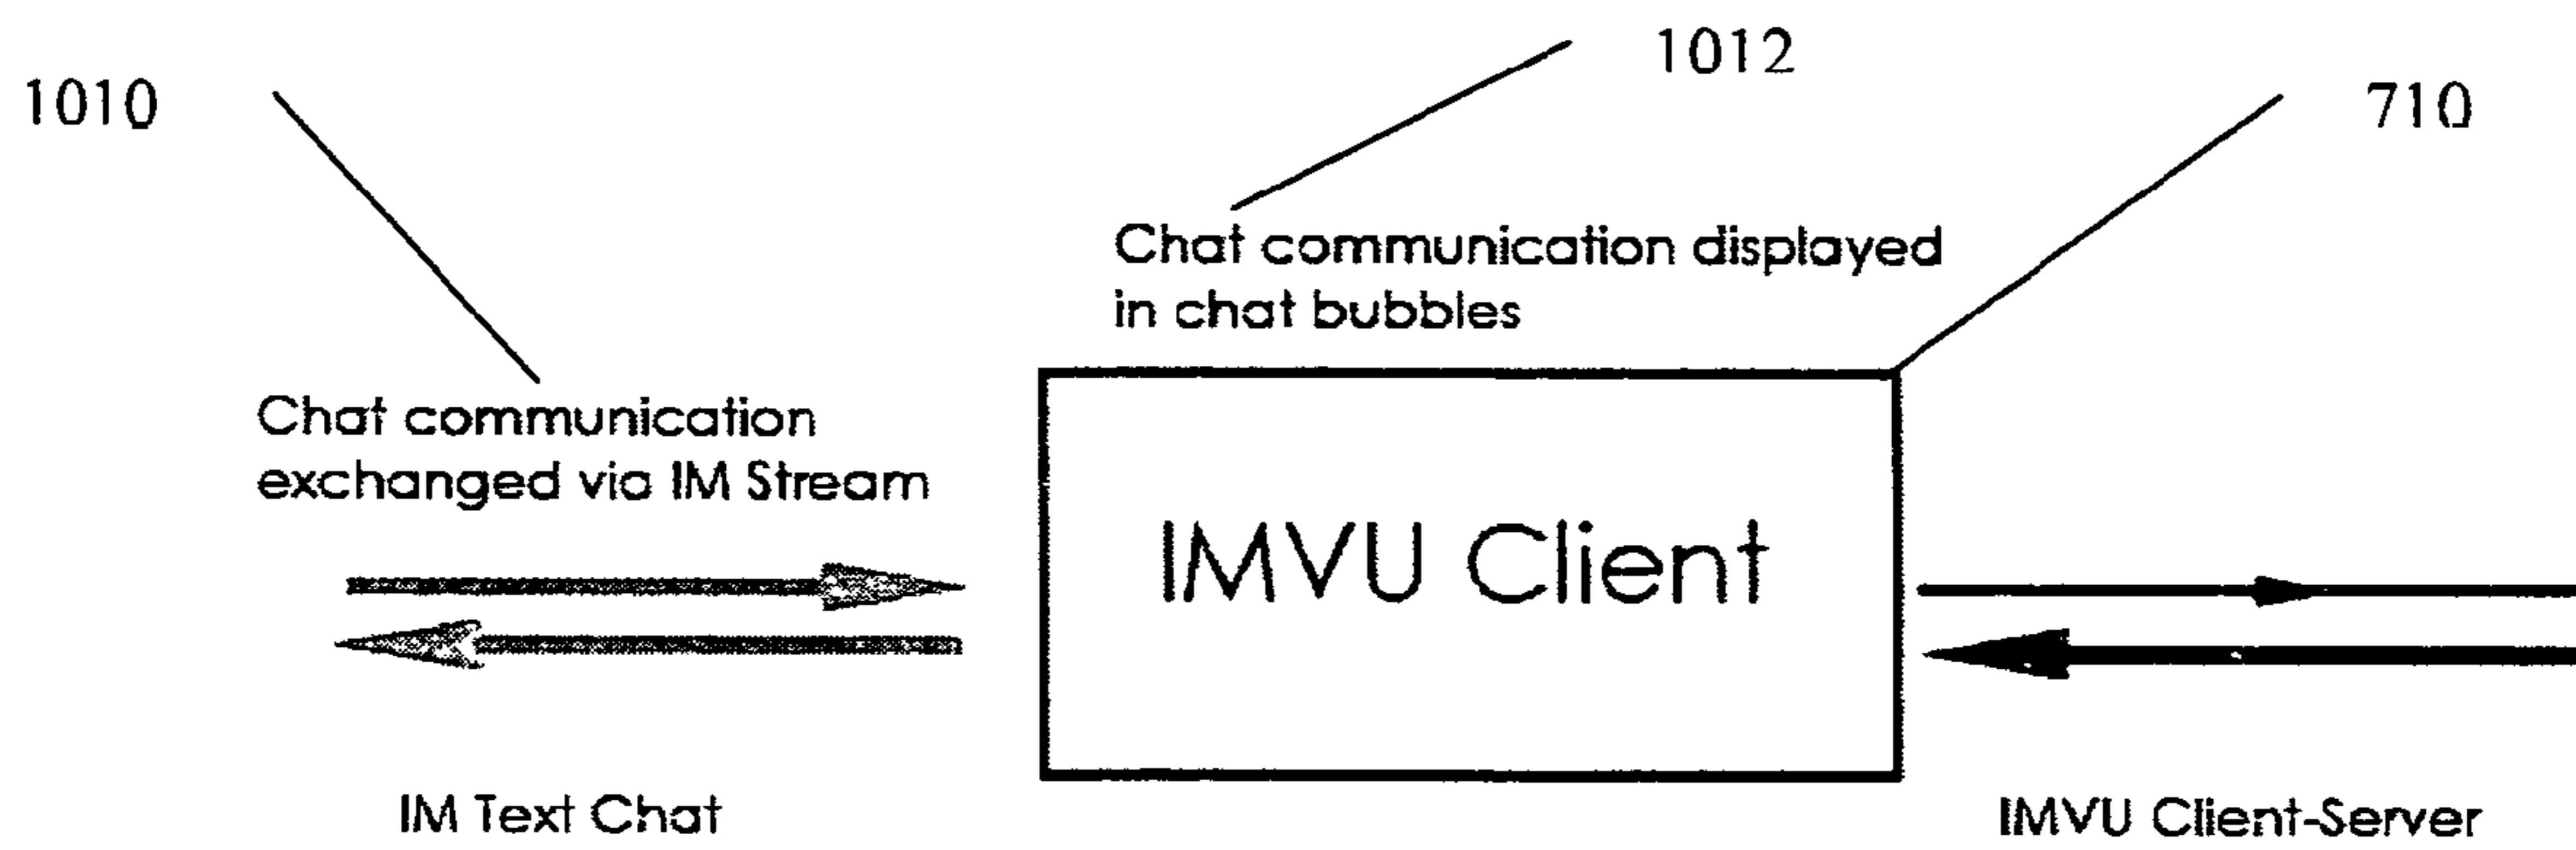 1012
1010
710
Chat communication displayed
in chat bubbles
Chat communication
exchanged via IM Stream
IMVU Client
IM Text Chat
IMVU Client-Server